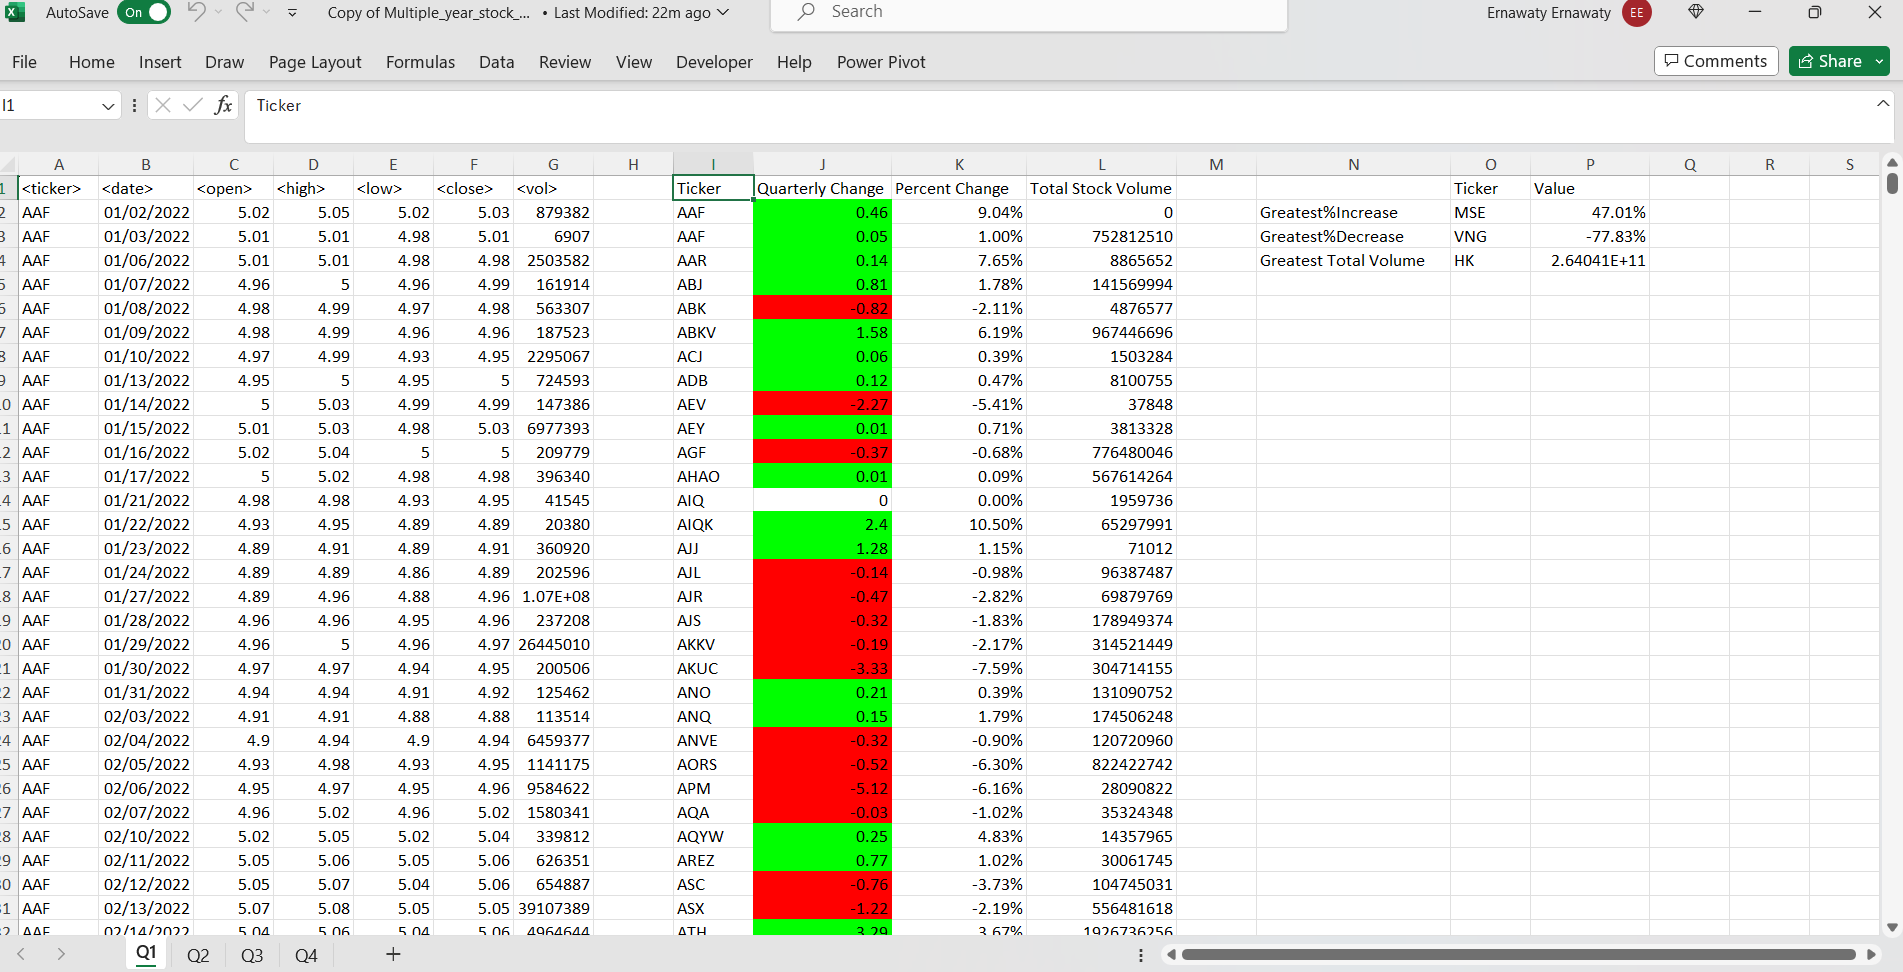 AutoSave On Copy of Multiple_year_stock_... • Last Modified: 22m ago Search Ernawaty Ernawaty EE
File Home Insert Draw Page Layout Formulas Data Review View Developer Help Power Pivot Comments Share
I1 fx Ticker
A B C D E F G H I J K L M N O P Q R S
1 <ticker> <date> <open> <high> <low> <close> <vol> Ticker Quarterly Change Percent Change Total Stock Volume Ticker Value
2 AAF 01/02/2022 5.02 5.05 5.02 5.03 879382 AAF 0.46 9.04% 0 Greatest%Increase MSE 47.01%
3 AAF 01/03/2022 5.01 5.01 4.98 5.01 6907 AAF 0.05 1.00% 752812510 Greatest%Decrease VNG -77.83%
4 AAF 01/06/2022 5.01 5.01 4.98 4.98 2503582 AAR 0.14 7.65% 8865652 Greatest Total Volume HK 2.64041E+11
5 AAF 01/07/2022 4.96 5 4.96 4.99 161914 ABJ 0.81 1.78% 141569994
6 AAF 01/08/2022 4.98 4.99 4.97 4.98 563307 ABK -0.82 -2.11% 4876577
7 AAF 01/09/2022 4.98 4.99 4.96 4.96 187523 ABKV 1.58 6.19% 967446696
8 AAF 01/10/2022 4.97 4.99 4.93 4.95 2295067 ACJ 0.06 0.39% 1503284
9 AAF 01/13/2022 4.95 5 4.95 5 724593 ADB 0.12 0.47% 8100755
0 AAF 01/14/2022 5 5.03 4.99 4.99 147386 AEV -2.27 -5.41% 37848
1 AAF 01/15/2022 5.01 5.03 4.98 5.03 6977393 AEY 0.01 0.71% 3813328
2 AAF 01/16/2022 5.02 5.04 5 5 209779 AGF -0.37 -0.68% 776480046
3 AAF 01/17/2022 5 5.02 4.98 4.98 396340 AHAO 0.01 0.09% 567614264
4 AAF 01/21/2022 4.98 4.98 4.93 4.95 41545 AIQ 0 0.00% 1959736
5 AAF 01/22/2022 4.93 4.95 4.89 4.89 20380 AIQK 2.4 10.50% 65297991
6 AAF 01/23/2022 4.89 4.91 4.89 4.91 360920 AJJ 1.28 1.15% 71012
7 AAF 01/24/2022 4.89 4.89 4.86 4.89 202596 AJL -0.14 -0.98% 96387487
8 AAF 01/27/2022 4.89 4.96 4.88 4.96 1.07E+08 AJR -0.47 -2.82% 69879769
9 AAF 01/28/2022 4.96 4.96 4.95 4.96 237208 AJS -0.32 -1.83% 178949374
0 AAF 01/29/2022 4.96 5 4.96 4.97 26445010 AKKV -0.19 -2.17% 314521449
1 AAF 01/30/2022 4.97 4.97 4.94 4.95 200506 AKUC -3.33 -7.59% 304714155
2 AAF 01/31/2022 4.94 4.94 4.91 4.92 125462 ANO 0.21 0.39% 131090752
3 AAF 02/03/2022 4.91 4.91 4.88 4.88 113514 ANQ 0.15 1.79% 174506248
4 AAF 02/04/2022 4.9 4.94 4.9 4.94 6459377 ANVE -0.32 -0.90% 120720960
5 AAF 02/05/2022 4.93 4.98 4.93 4.95 1141175 AORS -0.52 -6.30% 822422742
6 AAF 02/06/2022 4.95 4.97 4.95 4.96 9584622 APM -5.12 -6.16% 28090822
7 AAF 02/07/2022 4.96 5.02 4.96 5.02 1580341 AQA -0.03 -1.02% 35324348
8 AAF 02/10/2022 5.02 5.05 5.02 5.04 339812 AQYW 0.25 4.83% 14357965
9 AAF 02/11/2022 5.05 5.06 5.05 5.06 626351 AREZ 0.77 1.02% 30061745
0 AAF 02/12/2022 5.05 5.07 5.04 5.06 654887 ASC -0.76 -3.73% 104745031
1 AAF 02/13/2022 5.07 5.08 5.05 5.05 39107389 ASX -1.22 -2.19% 556481618
2 AAF 02/14/2022 5.04 5.06 5.04 5.06 4964644 ATH 3.29 3.67% 1926736256
Q1 Q2 Q3 Q4 +